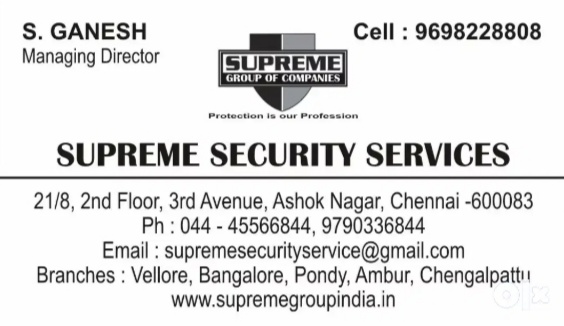 S. GANESH
Managing Director
Cell : 9698228808
SUPREME
GROUP OF COMPANIES
Protection is our Profession
SUPREME SECURITY SERVICES
21/8, 2nd Floor, 3rd Avenue, Ashok Nagar, Chennai -600083
Ph : 044 - 45566844, 9790336844
Email : supremesecurityservice@gmail.com
Branches : Vellore, Bangalore, Pondy, Ambur, Chengalpattu
www.supremegroupindia.in
OLX